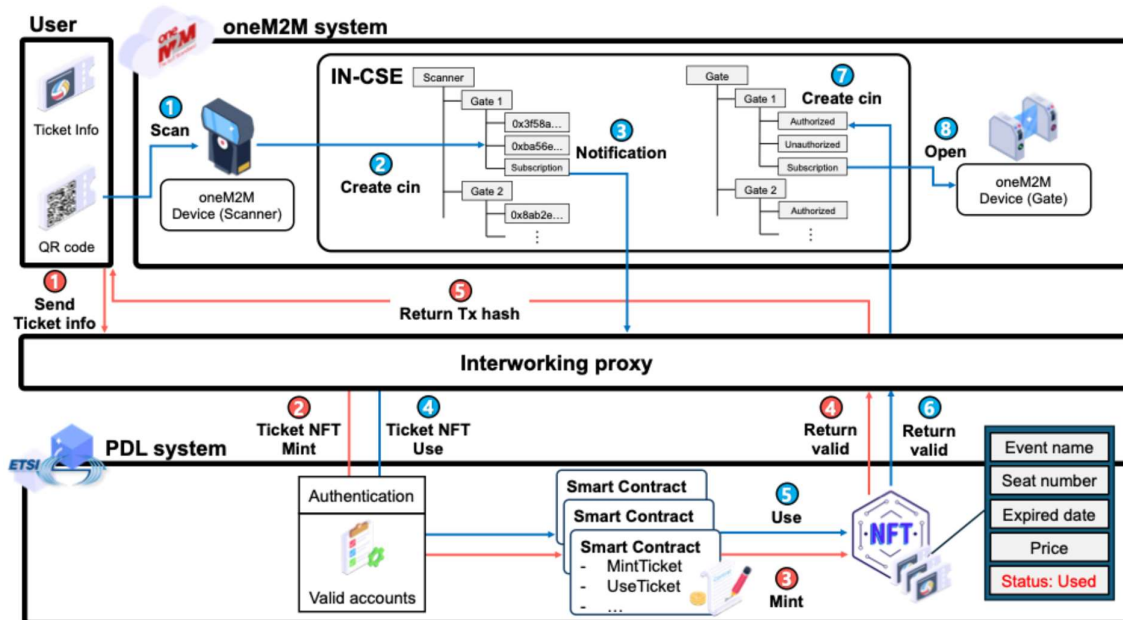 User
oneM2M system
one
M2M
Ticket Info
QR code
1
Scan
oneM2M
Device (Scanner)
2
Create cin
IN-CSE
Scanner
Gate 1
0x3f58a...
0xba56e...
Subscription
Gate 2
0x8ab2e...
⋮
3
Notification
Gate
Gate 1
Authorized
Unauthorized
Subscription
Gate 2
Authorized
⋮
7
Create cin
8
Open
oneM2M
Device (Gate)
1
Send
Ticket info
5
Return Tx hash
Interworking proxy
2
Ticket NFT
Mint
4
Ticket NFT
Use
4
Return
valid
6
Return
valid
ETSI
PDL system
Authentication
Valid accounts
Smart Contract
Smart Contract
Smart Contract
- MintTicket
- UseTicket
- ...
5
Use
3
Mint
NFT
Event name
Seat number
Expired date
Price
Status: Used